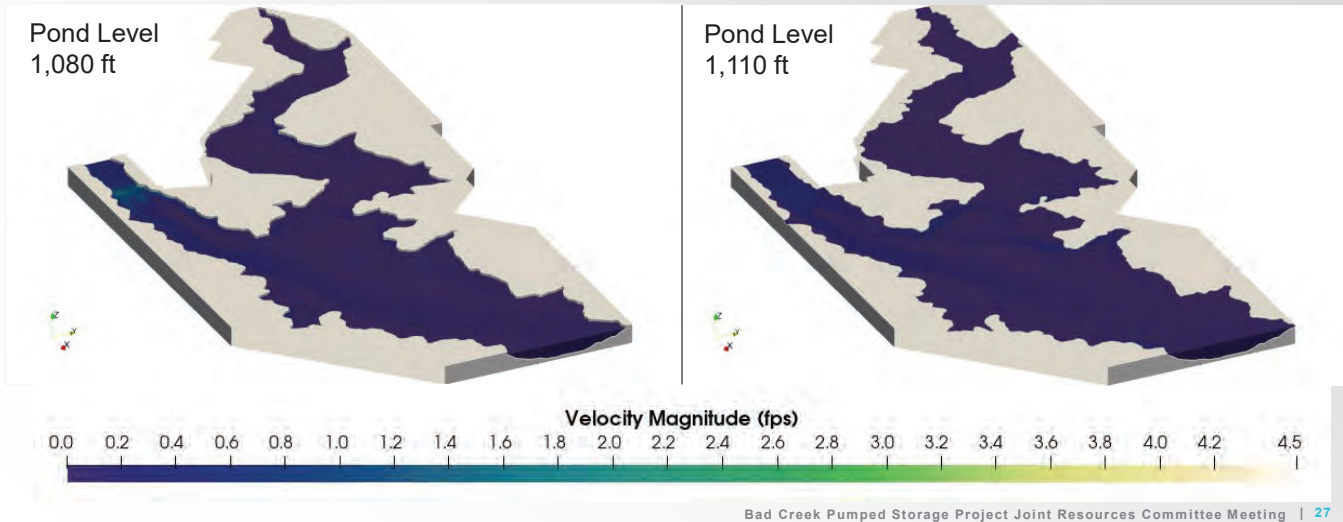 Pond Level
1,080 ft
Pond Level
1,110 ft
Z
Y
X
Z
Y
X
Velocity Magnitude (fps)
0.0 0.2 0.4 0.6 0.8 1.0 1.2 1.4 1.6 1.8 2.0 2.2 2.4 2.6 2.8 3.0 3.2 3.4 3.6 3.8 4.0 4.2 4.5
Bad Creek Pumped Storage Project Joint Resources Committee Meeting | 27